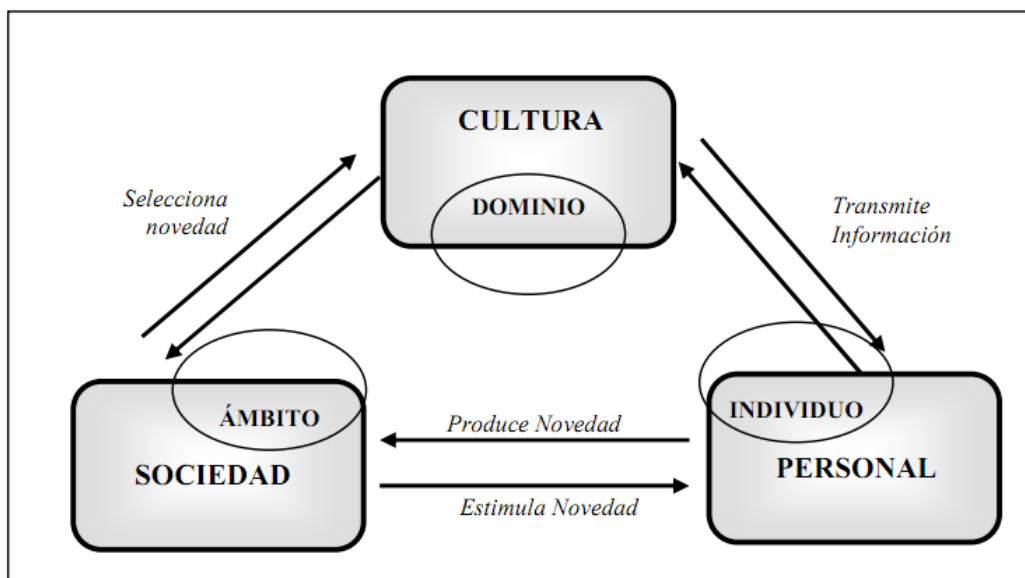 CULTURA
DOMINIO
Selecciona
novedad
Transmite
Información
ÁMBITO
SOCIEDAD
Produce Novedad
Estimula Novedad
INDIVIDUO
PERSONAL